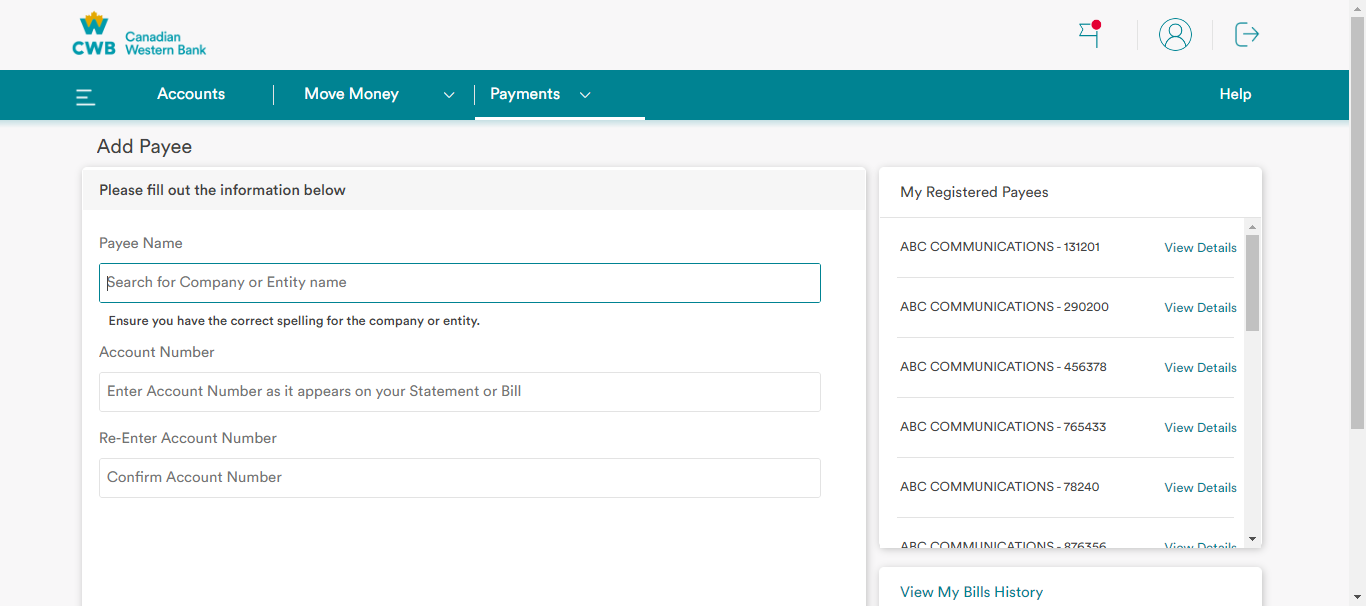 CWB Canadian Western Bank
Accounts
Move Money
Payments
Help
Add Payee
Please fill out the information below
Payee Name
Search for Company or Entity name
Ensure you have the correct spelling for the company or entity.
Account Number
Enter Account Number as it appears on your Statement or Bill
Re-Enter Account Number
Confirm Account Number
My Registered Payees
ABC COMMUNICATIONS - 131201 View Details
ABC COMMUNICATIONS - 290200 View Details
ABC COMMUNICATIONS - 456378 View Details
ABC COMMUNICATIONS - 765433 View Details
ABC COMMUNICATIONS - 78240 View Details
ABC COMMUNICATIONS - 876356 View Details
View My Bills History